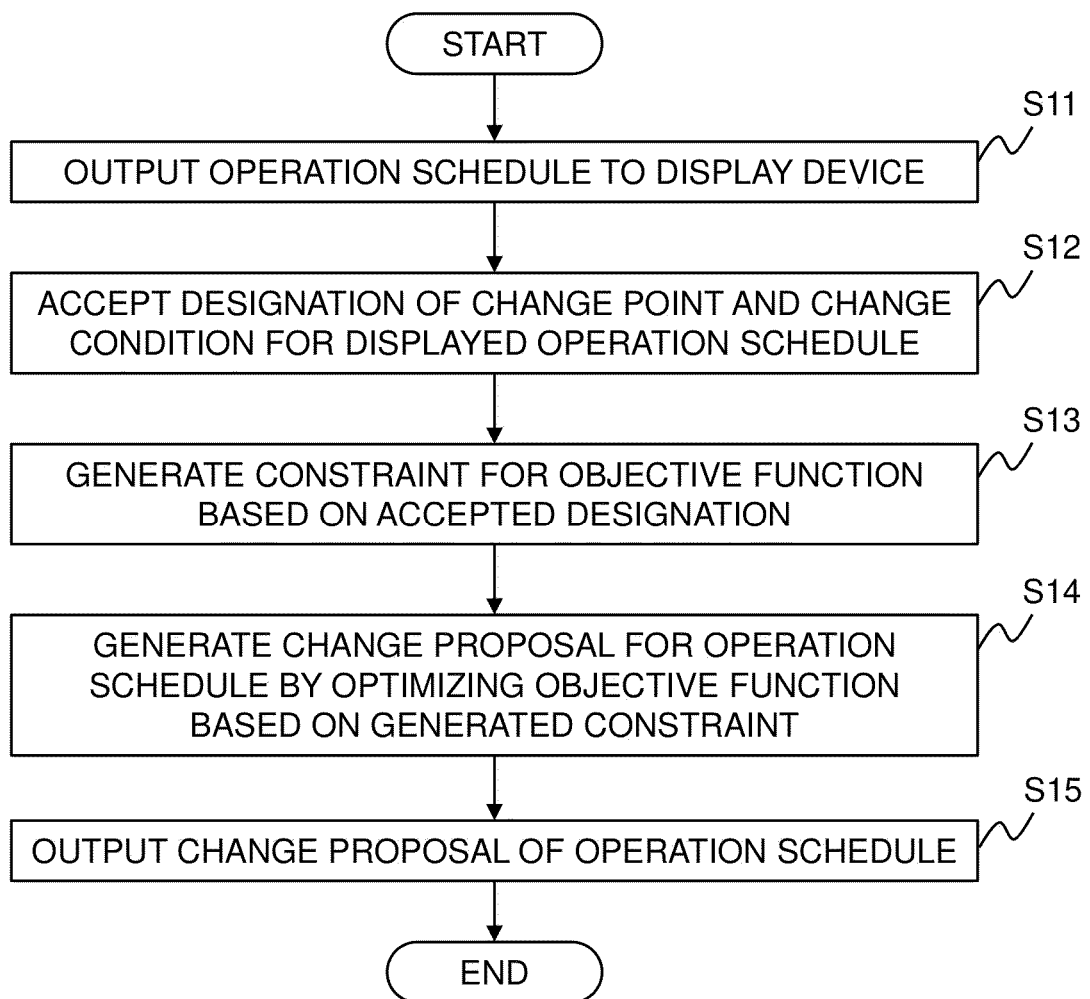 START
S11
OUTPUT OPERATION SCHEDULE TO DISPLAY DEVICE
S12
ACCEPT DESIGNATION OF CHANGE POINT AND CHANGE
CONDITION FOR DISPLAYED OPERATION SCHEDULE
S13
GENERATE CONSTRAINT FOR OBJECTIVE FUNCTION
BASED ON ACCEPTED DESIGNATION
S14
GENERATE CHANGE PROPOSAL FOR OPERATION
SCHEDULE BY OPTIMIZING OBJECTIVE FUNCTION
BASED ON GENERATED CONSTRAINT
S15
OUTPUT CHANGE PROPOSAL OF OPERATION SCHEDULE
END